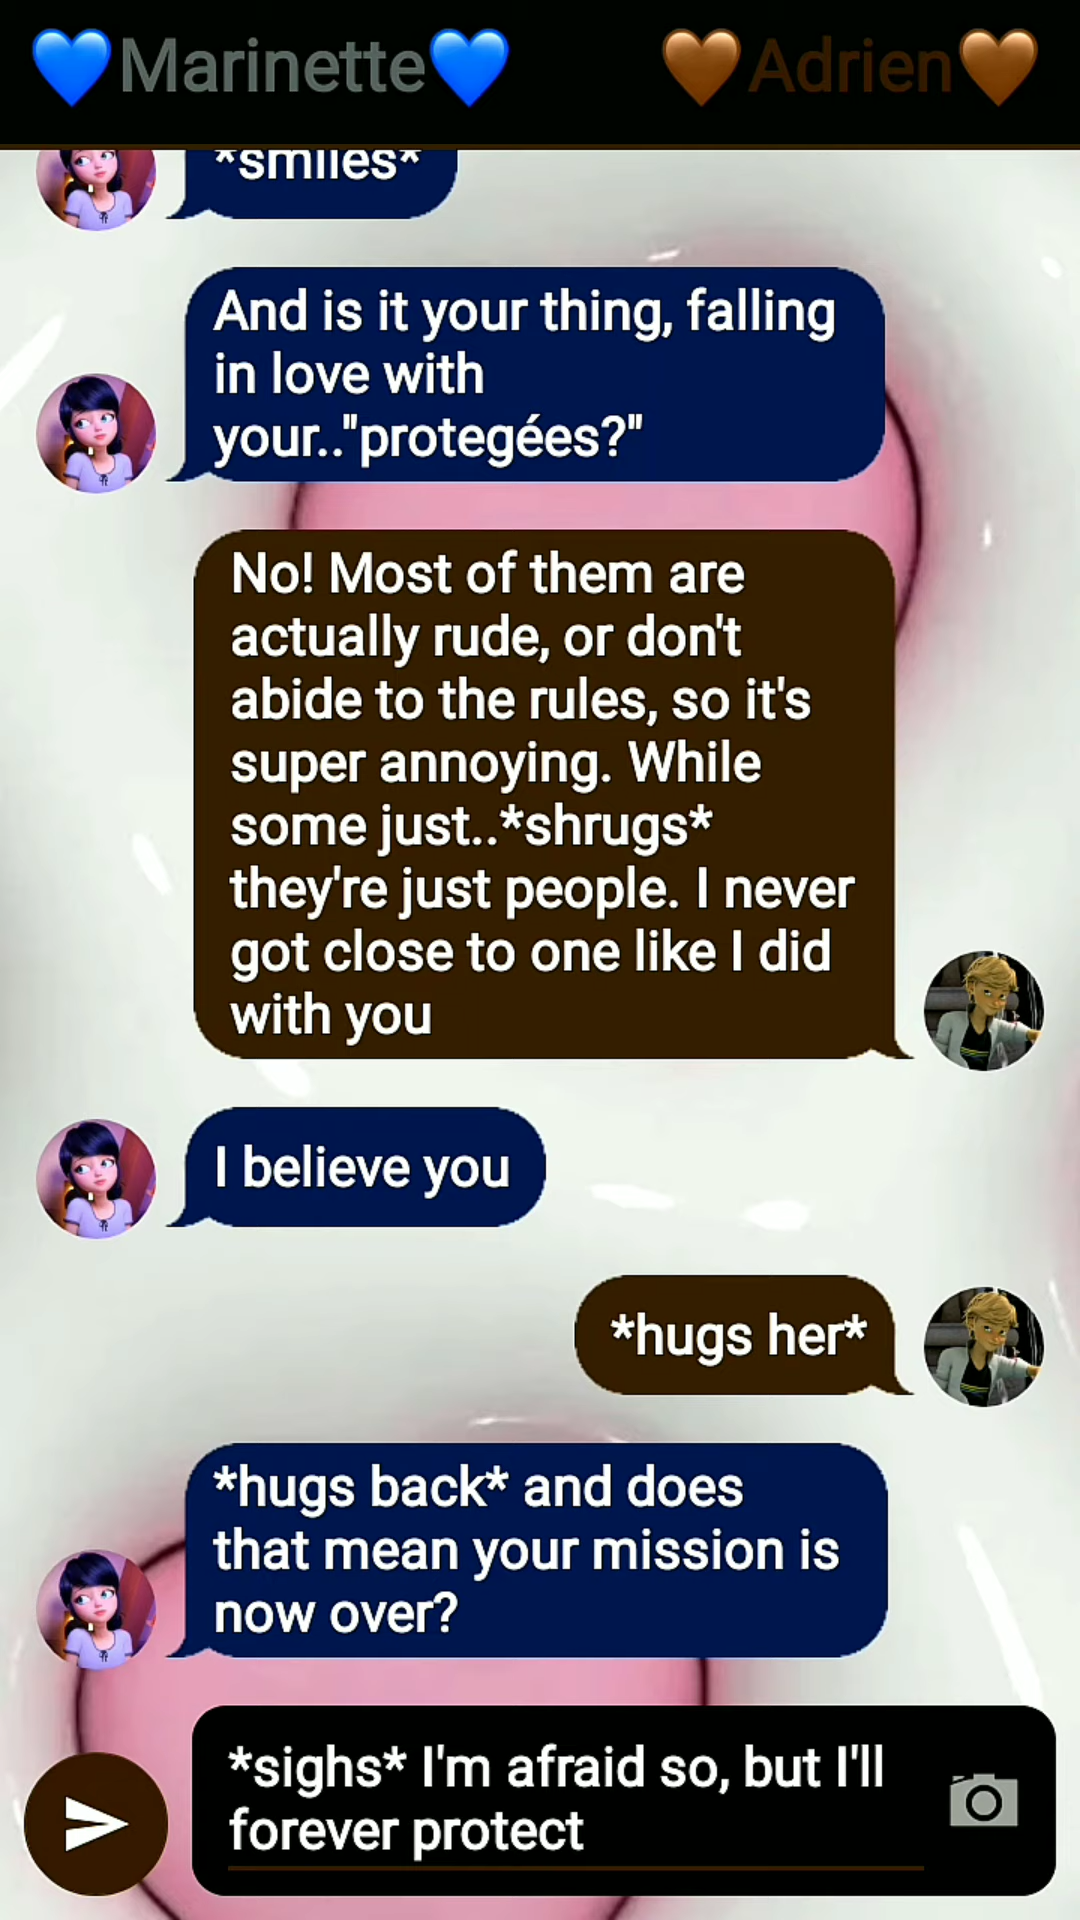 💙Marinette💙 🤎Adrien🤎
*smiles*
And is it your thing, falling
in love with
your.."protegées?"
No! Most of them are
actually rude, or don't
abide to the rules, so it's
super annoying. While
some just..*shrugs*
they're just people. I never
got close to one like I did
with you
I believe you
*hugs her*
*hugs back* and does
that mean your mission is
now over?
*sighs* I'm afraid so, but I'll
forever protect